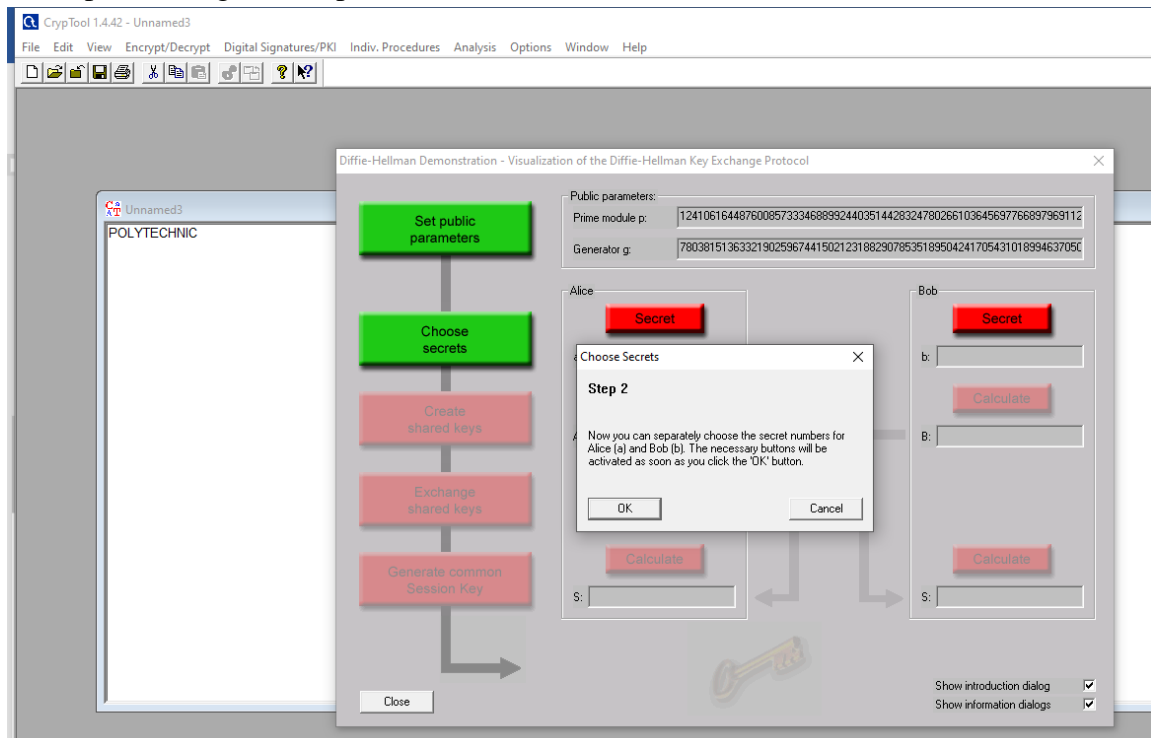 CrypTool 1.4.42 - Unnamed3
File Edit View Encrypt/Decrypt Digital Signatures/PKI Indiv. Procedures Analysis Options Window Help
Diffie-Hellman Demonstration - Visualization of the Diffie-Hellman Key Exchange Protocol
Unnamed3
POLYTECHNIC
Set public
parameters
Choose
secrets
Create
shared keys
Exchange
shared keys
Generate common
Session Key
Close
Public parameters:
Prime module p:
Generator g:
Alice
Secret
Bob
Secret
b:
Calculate
B:
Choose Secrets
Step 2
Now you can separately choose the secret numbers for
Alice (a) and Bob (b). The necessary buttons will be
activated as soon as you click the 'OK' button.
OK Cancel
Calculate
S:
Calculate
S:
Show introduction dialog
Show information dialogs